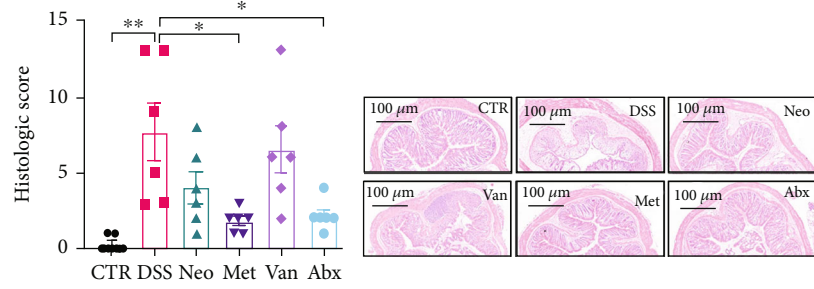 Histologic score
15
10
5
0
**
*
*
CTR DSS Neo Met Van Abx
100 μm CTR
100 μm DSS
100 μm Neo
100 μm Van
100 μm Met
100 μm Abx